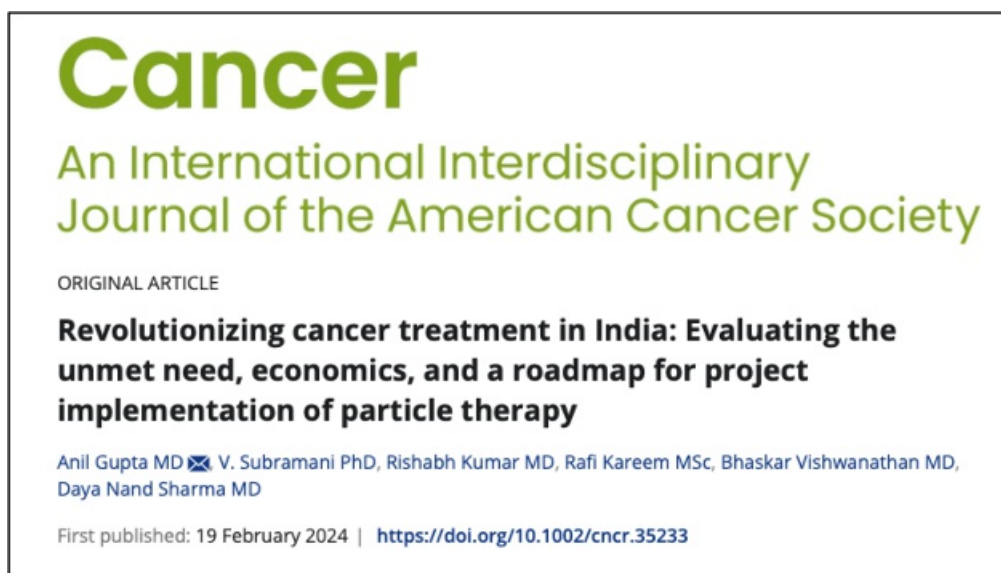 Cancer
An International Interdisciplinary
Journal of the American Cancer Society
ORIGINAL ARTICLE
Revolutionizing cancer treatment in India: Evaluating the
unmet need, economics, and a roadmap for project
implementation of particle therapy
Anil Gupta MD, V. Subramani PhD, Rishabh Kumar MD, Rafi Kareem MSc, Bhaskar Vishwanathan MD,
Daya Nand Sharma MD
First published: 19 February 2024 | https://doi.org/10.1002/cncr.35233